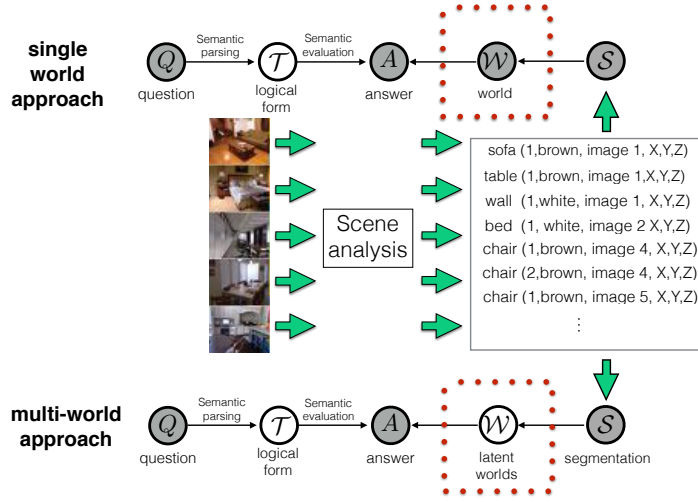 single
world
approach
Semantic
parsing
Semantic
evaluation
Q
T
A
W
S
question
logical
form
answer
world
Scene
analysis
sofa (1,brown, image 1, X,Y,Z)
table (1,brown, image 1,X,Y,Z)
wall (1,white, image 1, X,Y,Z)
bed (1, white, image 2 X,Y,Z)
chair (1,brown, image 4, X,Y,Z)
chair (2,brown, image 4, X,Y,Z)
chair (1,brown, image 5, X,Y,Z)
⋮
multi-world
approach
Semantic
parsing
Semantic
evaluation
Q
T
A
W
S
question
logical
form
answer
latent
worlds
segmentation